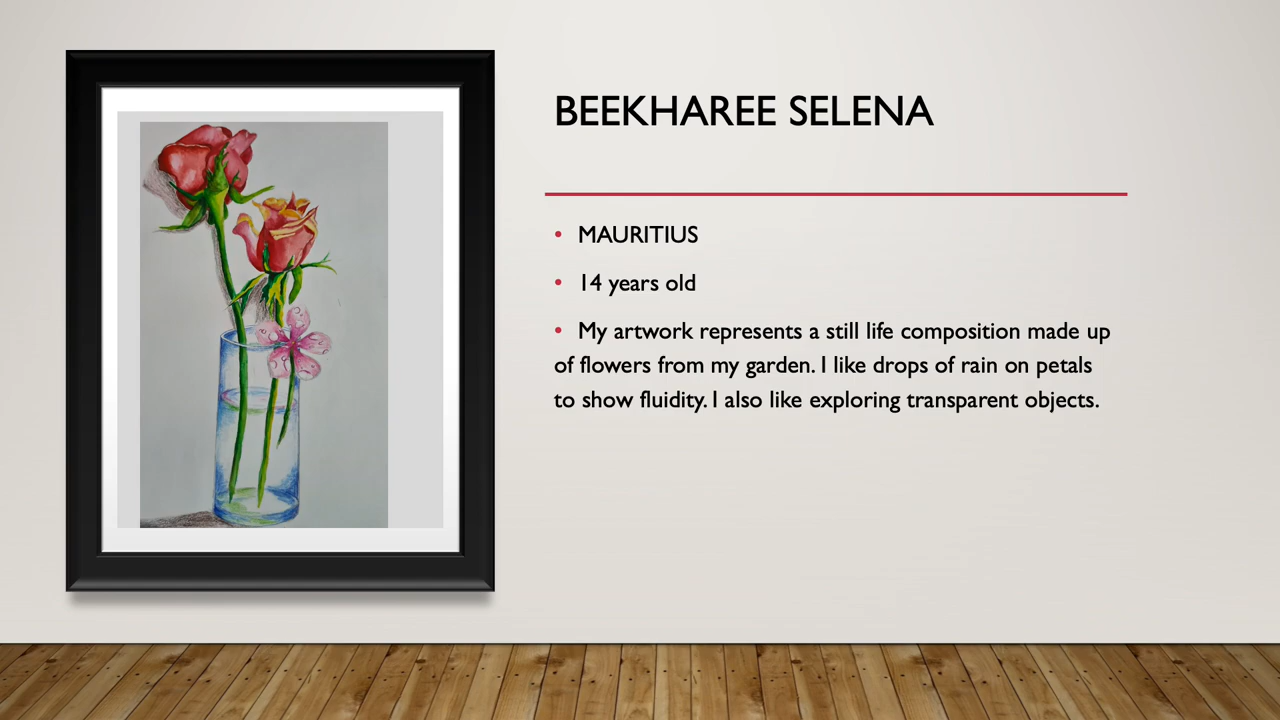 BEEKHAREE SELENA
• MAURITIUS
• 14 years old
• My artwork represents a still life composition made up
of flowers from my garden. I like drops of rain on petals
to show fluidity. I also like exploring transparent objects.